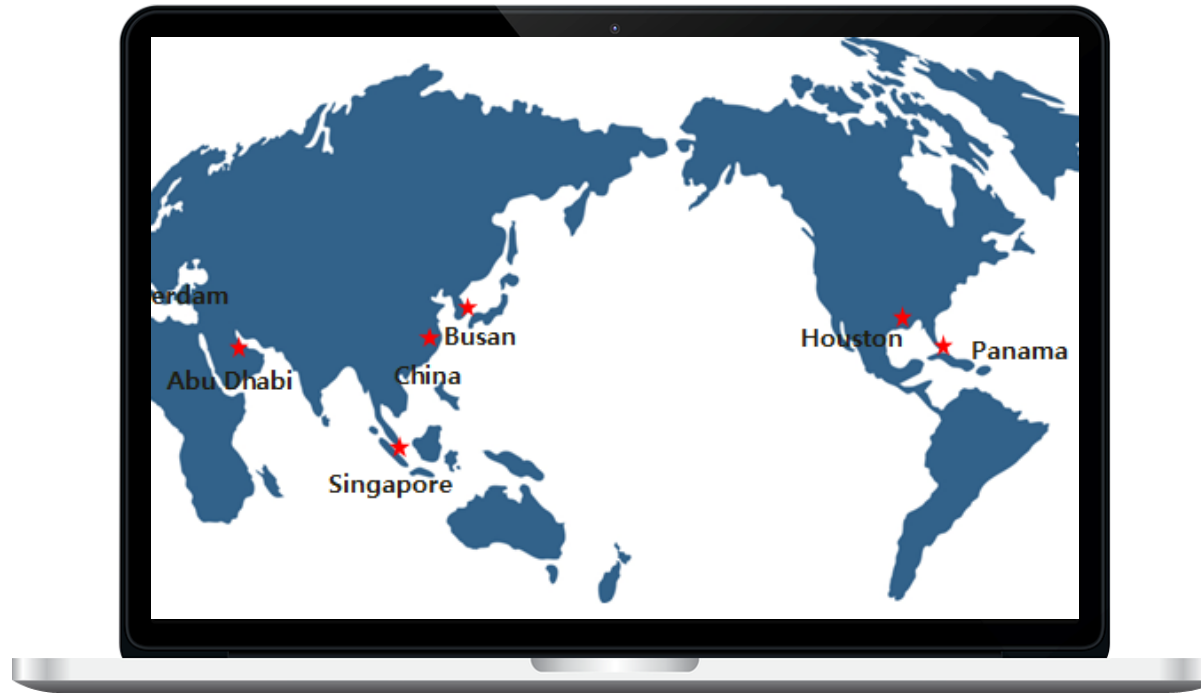 erdam
Busan
Houston
Panama
Abu Dhabi
China
Singapore